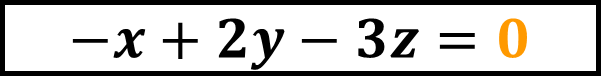 −x + 2y − 3z = 0